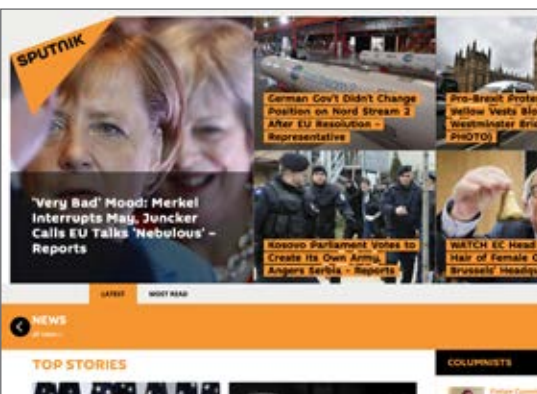 SPUTNIK
'Very Bad' Mood: Merkel
Interrupts May, Juncker
Calls EU Talks 'Nebulous' –
Reports
German Gov't Didn't Change
Position on Nord Stream 2
After EU Resolution –
Representative
Pro-Brexit Prote
Yellow Vests Blo
Westminster Bri
PHOTO)
Kosovo Parliament Votes to
Create Its Own Army,
Angers Serbia - Reports
WATCH EC Head
Hair of Female O
Brussels' Headqu
LATEST
MOST READ
NEWS
TOP STORIES
COLUMNISTS